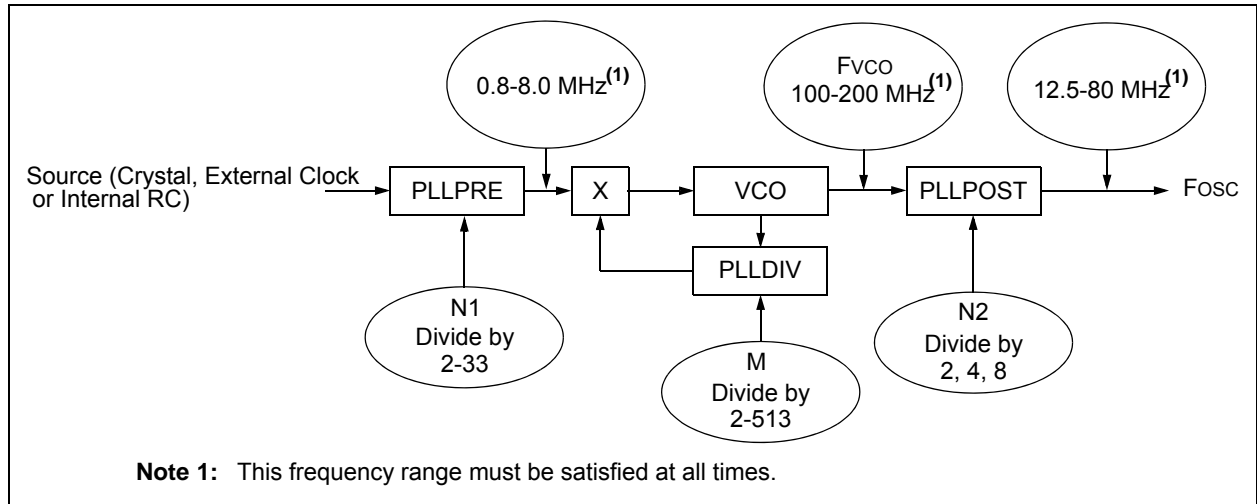 0.8-8.0 MHz(1)
FVCO
100-200 MHz(1)
12.5-80 MHz(1)
Source (Crystal, External Clock
or Internal RC)
PLLPRE
X
VCO
PLLPOST
FOSC
PLLDIV
N1
Divide by
2-33
M
Divide by
2-513
N2
Divide by
2, 4, 8
Note 1: This frequency range must be satisfied at all times.